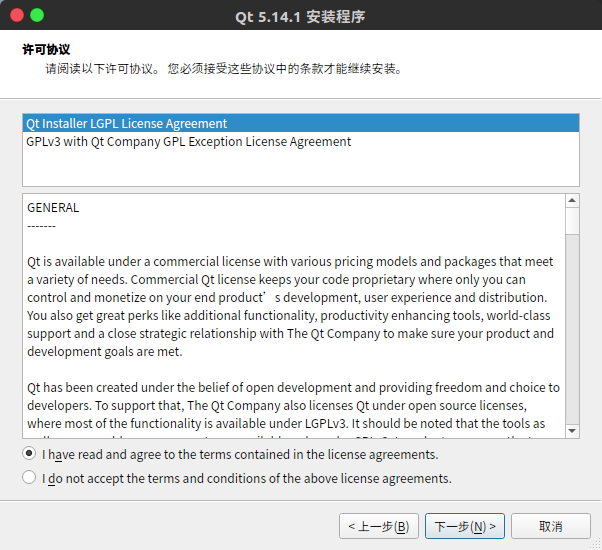 Qt 5.14.1 安装程序
许可协议
请阅读以下许可协议。 您必须接受这些协议中的条款才能继续安装。
Qt Installer LGPL License Agreement
GPLv3 with Qt Company GPL Exception License Agreement
GENERAL
-------
Qt is available under a commercial license with various pricing models and packages that meet
a variety of needs. Commercial Qt license keeps your code proprietary where only you can
control and monetize on your end product’s development, user experience and distribution.
You also get great perks like additional functionality, productivity enhancing tools, world-class
support and a close strategic relationship with The Qt Company to make sure your product and
development goals are met.
Qt has been created under the belief of open development and providing freedom and choice to
developers. To support that, The Qt Company also licenses Qt under open source licenses,
where most of the functionality is available under LGPLv3. It should be noted that the tools as
I have read and agree to the terms contained in the license agreements.
I do not accept the terms and conditions of the above license agreements.
< 上一步(B)
下一步(N) >
取消